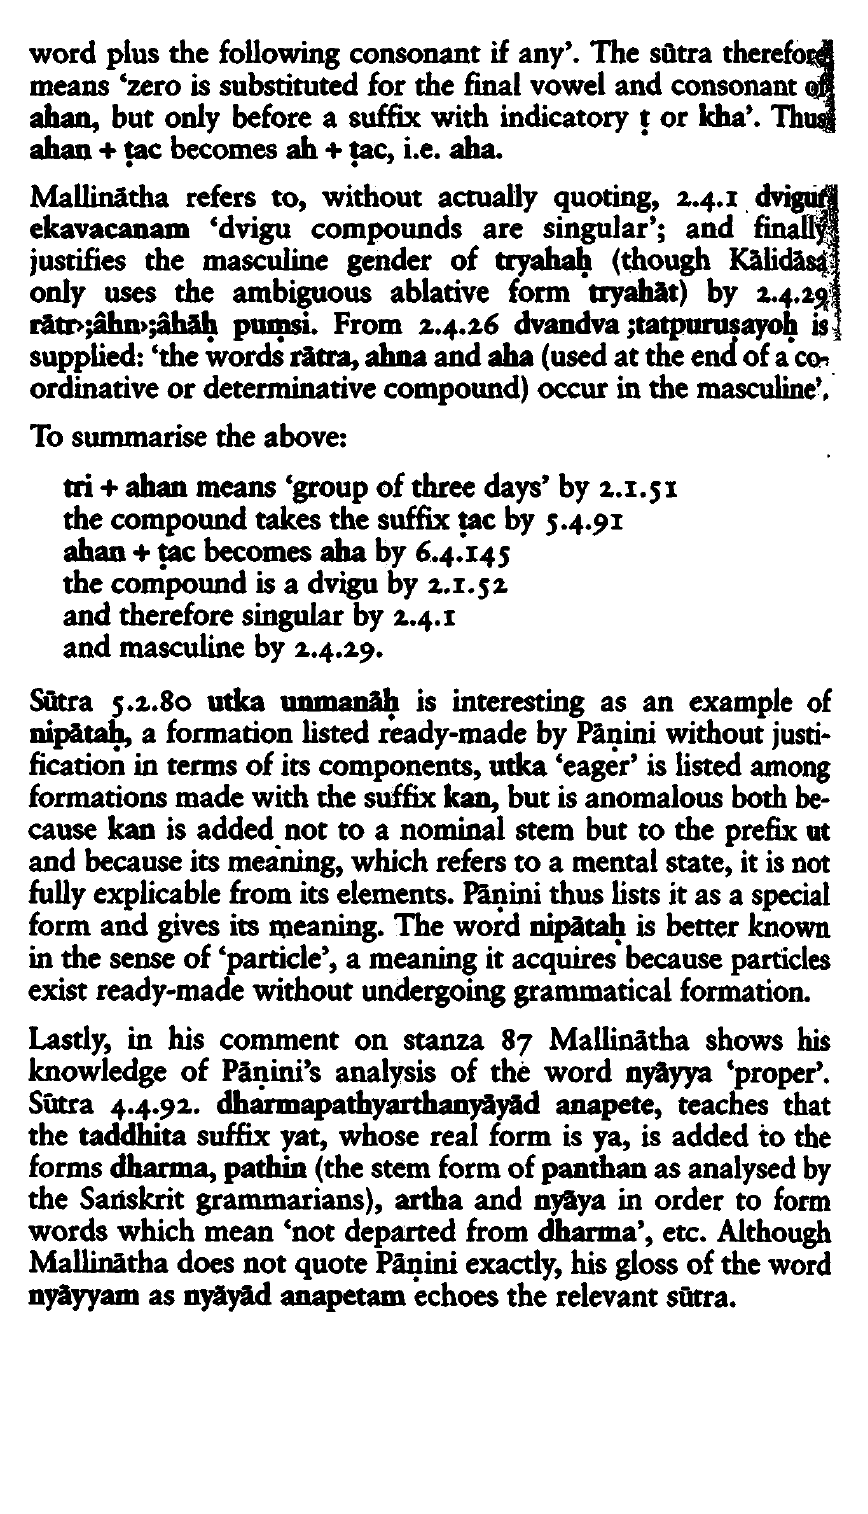 word plus the following consonant if any’. The sūtra therefore
means ‘zero is substituted for the final vowel and consonant of
ahan, but only before a suffix with indicatory ṭ or kha’. Thus
ahan + ṭac becomes ah + ṭac, i.e. aha.
Mallinātha refers to, without actually quoting, 2.4.1 dvigur
ekavacanam ‘dvigu compounds are singular’; and finally
justifies the masculine gender of tryahaḥ (though Kālidāsa
only uses the ambiguous ablative form tryahāt) by 2.4.29
rātr›;âhn›;âhāḥ puṃsi. From 2.4.26 dvandva ;tatpuruṣayoḥ is
supplied: ‘the words rātra, ahna and aha (used at the end of a co-
ordinative or determinative compound) occur in the masculine’.
To summarise the above:
tri + ahan means ‘group of three days’ by 2.1.51
the compound takes the suffix ṭac by 5.4.91
ahan + ṭac becomes aha by 6.4.145
the compound is a dvigu by 2.1.52
and therefore singular by 2.4.1
and masculine by 2.4.29.
Sūtra 5.2.80 utka unmanāḥ is interesting as an example of
nipātaḥ, a formation listed ready-made by Pāṇini without justi-
fication in terms of its components, utka ‘eager’ is listed among
formations made with the suffix kan, but is anomalous both be-
cause kan is added not to a nominal stem but to the prefix ut
and because its meaning, which refers to a mental state, it is not
fully explicable from its elements. Pāṇini thus lists it as a special
form and gives its meaning. The word nipātaḥ is better known
in the sense of ‘particle’, a meaning it acquires because particles
exist ready-made without undergoing grammatical formation.
Lastly, in his comment on stanza 87 Mallinātha shows his
knowledge of Pāṇini’s analysis of the word nyāyya ‘proper’.
Sūtra 4.4.92. dharmapathyarthanyāyād anapete, teaches that
the taddhita suffix yat, whose real form is ya, is added to the
forms dharma, pathin (the stem form of panthan as analysed by
the Sanskrit grammarians), artha and nyāya in order to form
words which mean ‘not departed from dharma’, etc. Although
Mallinātha does not quote Pāṇini exactly, his gloss of the word
nyāyyam as nyāyād anapetam echoes the relevant sūtra.